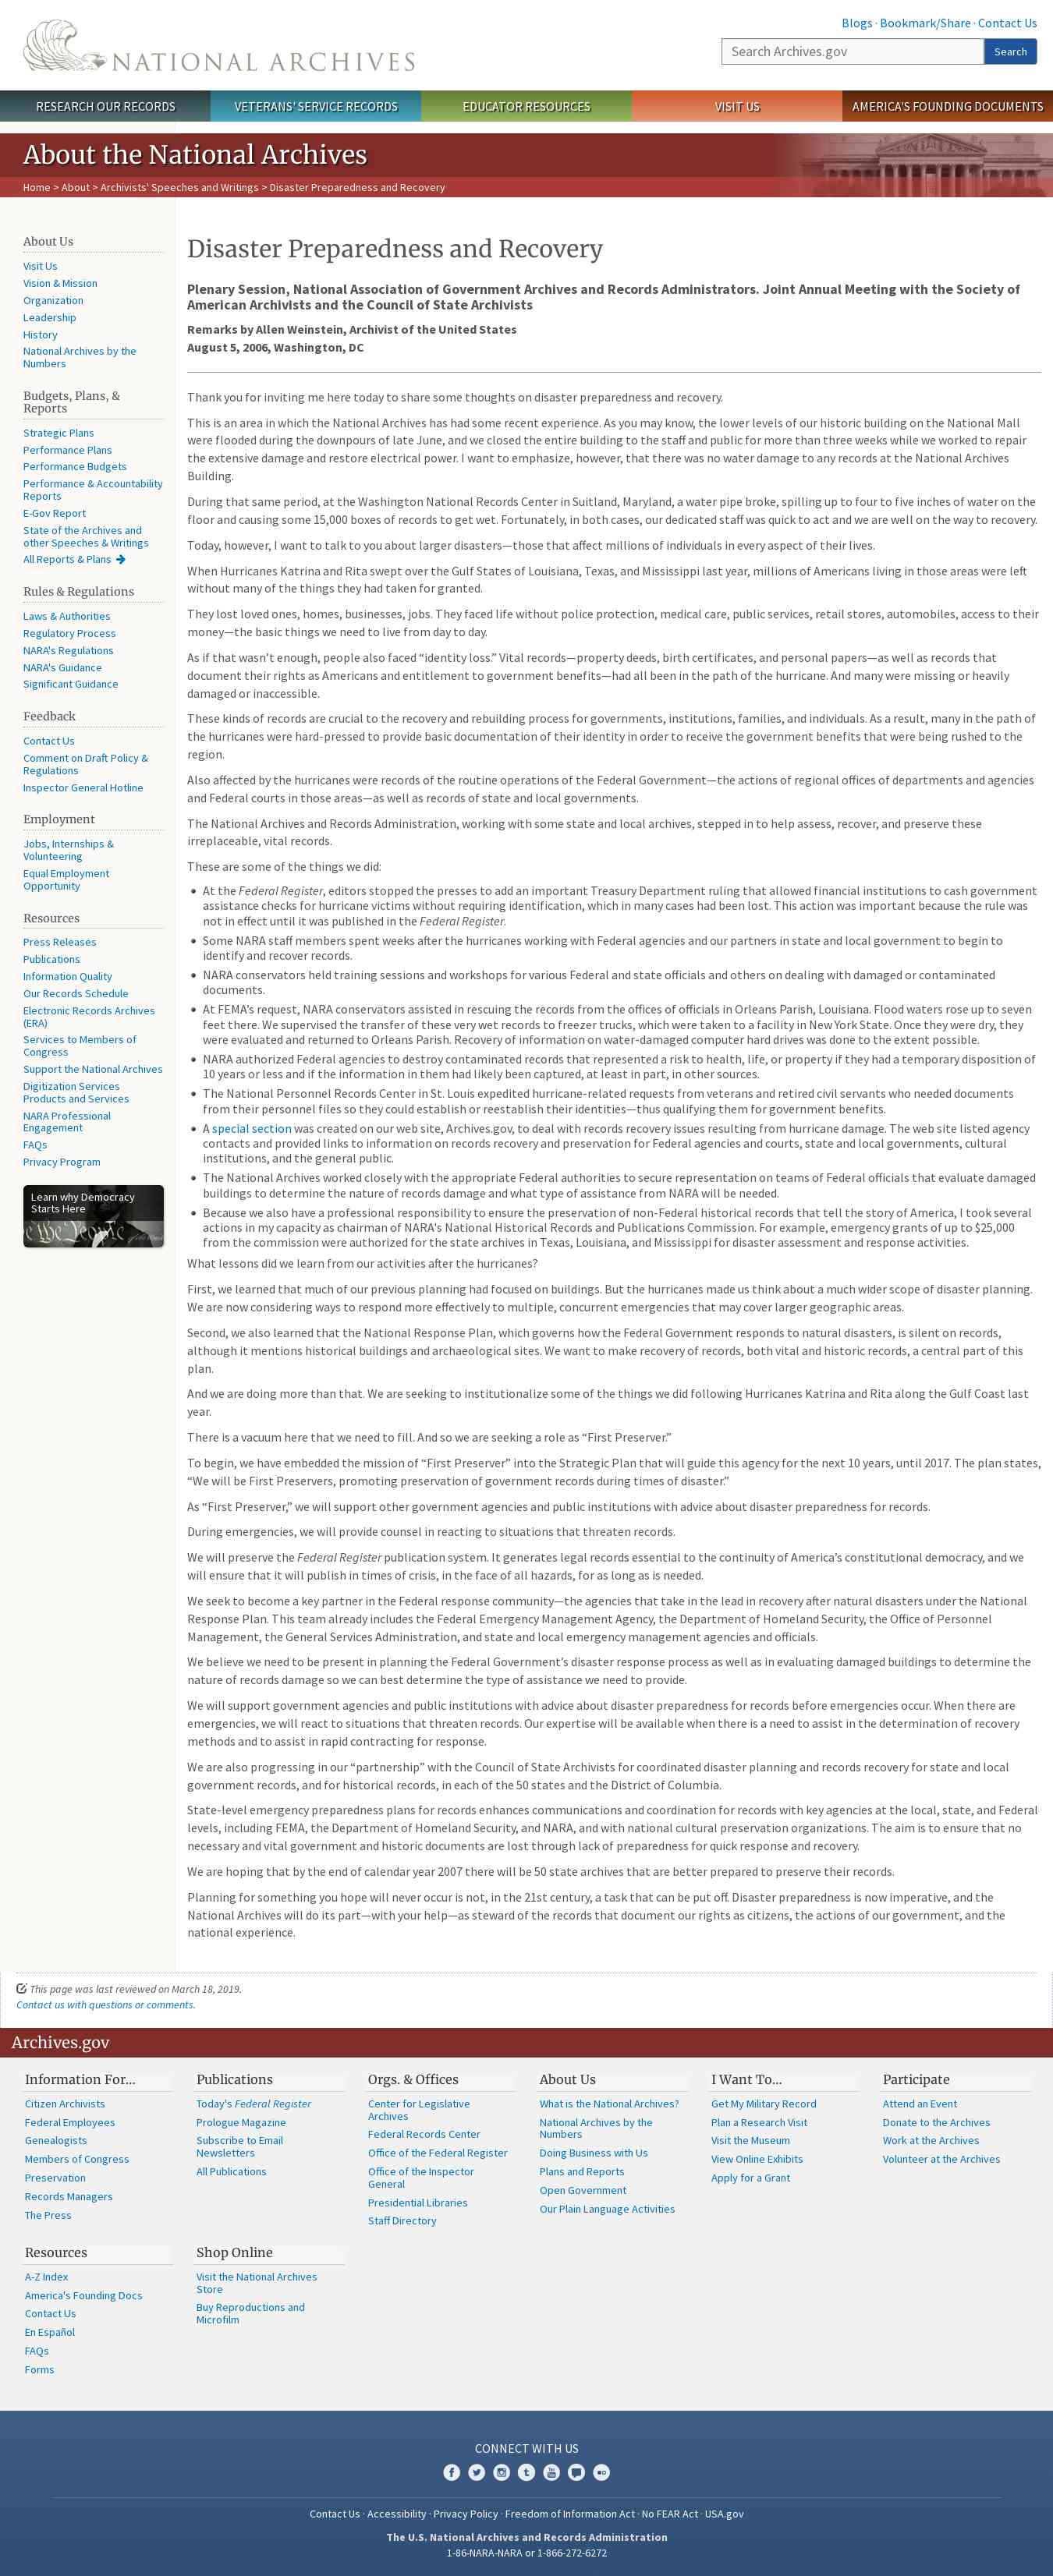 Blogs · Bookmark/Share · Contact Us
NATIONAL ARCHIVES
Search Archives.gov
Search
RESEARCH OUR RECORDS
VETERANS' SERVICE RECORDS
EDUCATOR RESOURCES
VISIT US
AMERICA'S FOUNDING DOCUMENTS
About the National Archives
Home > About > Archivists' Speeches and Writings > Disaster Preparedness and Recovery
About Us
Visit Us
Vision & Mission
Organization
Leadership
History
National Archives by the
Numbers
Budgets, Plans, &
Reports
Strategic Plans
Performance Plans
Performance Budgets
Performance & Accountability
Reports
E-Gov Report
State of the Archives and
other Speeches & Writings
All Reports & Plans
Rules & Regulations
Laws & Authorities
Regulatory Process
NARA's Regulations
NARA's Guidance
Significant Guidance
Feedback
Contact Us
Comment on Draft Policy &
Regulations
Inspector General Hotline
Employment
Jobs, Internships &
Volunteering
Equal Employment
Opportunity
Resources
Press Releases
Publications
Information Quality
Our Records Schedule
Electronic Records Archives
(ERA)
Services to Members of
Congress
Support the National Archives
Digitization Services
Products and Services
NARA Professional
Engagement
FAQs
Privacy Program
Learn why Democracy
Starts Here
We the People
Disaster Preparedness and Recovery
Plenary Session, National Association of Government Archives and Records Administrators. Joint Annual Meeting with the Society of
American Archivists and the Council of State Archivists
Remarks by Allen Weinstein, Archivist of the United States
August 5, 2006, Washington, DC
Thank you for inviting me here today to share some thoughts on disaster preparedness and recovery.
This is an area in which the National Archives has had some recent experience. As you may know, the lower levels of our historic building on the National Mall
were flooded during the downpours of late June, and we closed the entire building to the staff and public for more than three weeks while we worked to repair
the extensive damage and restore electrical power. I want to emphasize, however, that there was no water damage to any records at the National Archives
Building.
During that same period, at the Washington National Records Center in Suitland, Maryland, a water pipe broke, spilling up to four to five inches of water on the
floor and causing some 15,000 boxes of records to get wet. Fortunately, in both cases, our dedicated staff was quick to act and we are well on the way to recovery.
Today, however, I want to talk to you about larger disasters—those that affect millions of individuals in every aspect of their lives.
When Hurricanes Katrina and Rita swept over the Gulf States of Louisiana, Texas, and Mississippi last year, millions of Americans living in those areas were left
without many of the things they had taken for granted.
They lost loved ones, homes, businesses, jobs. They faced life without police protection, medical care, public services, retail stores, automobiles, access to their
money—the basic things we need to live from day to day.
As if that wasn’t enough, people also faced “identity loss.” Vital records—property deeds, birth certificates, and personal papers—as well as records that
document their rights as Americans and entitlement to government benefits—had all been in the path of the hurricane. And many were missing or heavily
damaged or inaccessible.
These kinds of records are crucial to the recovery and rebuilding process for governments, institutions, families, and individuals. As a result, many in the path of
the hurricanes were hard-pressed to provide basic documentation of their identity in order to receive the government benefits that were being rushed to the
region.
Also affected by the hurricanes were records of the routine operations of the Federal Government—the actions of regional offices of departments and agencies
and Federal courts in those areas—as well as records of state and local governments.
The National Archives and Records Administration, working with some state and local archives, stepped in to help assess, recover, and preserve these
irreplaceable, vital records.
These are some of the things we did:
At the Federal Register, editors stopped the presses to add an important Treasury Department ruling that allowed financial institutions to cash government
assistance checks for hurricane victims without requiring identification, which in many cases had been lost. This action was important because the rule was
not in effect until it was published in the Federal Register.
Some NARA staff members spent weeks after the hurricanes working with Federal agencies and our partners in state and local government to begin to
identify and recover records.
NARA conservators held training sessions and workshops for various Federal and state officials and others on dealing with damaged or contaminated
documents.
At FEMA’s request, NARA conservators assisted in rescuing the records from the offices of officials in Orleans Parish, Louisiana. Flood waters rose up to seven
feet there. We supervised the transfer of these very wet records to freezer trucks, which were taken to a facility in New York State. Once they were dry, they
were evaluated and returned to Orleans Parish. Recovery of information on water-damaged computer hard drives was done to the extent possible.
NARA authorized Federal agencies to destroy contaminated records that represented a risk to health, life, or property if they had a temporary disposition of
10 years or less and if the information in them had likely been captured, at least in part, in other sources.
The National Personnel Records Center in St. Louis expedited hurricane-related requests from veterans and retired civil servants who needed documents
from their personnel files so they could establish or reestablish their identities—thus qualifying them for government benefits.
A special section was created on our web site, Archives.gov, to deal with records recovery issues resulting from hurricane damage. The web site listed agency
contacts and provided links to information on records recovery and preservation for Federal agencies and courts, state and local governments, cultural
institutions, and the general public.
The National Archives worked closely with the appropriate Federal authorities to secure representation on teams of Federal officials that evaluate damaged
buildings to determine the nature of records damage and what type of assistance from NARA will be needed.
Because we also have a professional responsibility to ensure the preservation of non-Federal historical records that tell the story of America, I took several
actions in my capacity as chairman of NARA's National Historical Records and Publications Commission. For example, emergency grants of up to $25,000
from the commission were authorized for the state archives in Texas, Louisiana, and Mississippi for disaster assessment and response activities.
What lessons did we learn from our activities after the hurricanes?
First, we learned that much of our previous planning had focused on buildings. But the hurricanes made us think about a much wider scope of disaster planning.
We are now considering ways to respond more effectively to multiple, concurrent emergencies that may cover larger geographic areas.
Second, we also learned that the National Response Plan, which governs how the Federal Government responds to natural disasters, is silent on records,
although it mentions historical buildings and archaeological sites. We want to make recovery of records, both vital and historic records, a central part of this
plan.
And we are doing more than that. We are seeking to institutionalize some of the things we did following Hurricanes Katrina and Rita along the Gulf Coast last
year.
There is a vacuum here that we need to fill. And so we are seeking a role as “First Preserver.”
To begin, we have embedded the mission of “First Preserver” into the Strategic Plan that will guide this agency for the next 10 years, until 2017. The plan states,
“We will be First Preservers, promoting preservation of government records during times of disaster.”
As “First Preserver,” we will support other government agencies and public institutions with advice about disaster preparedness for records.
During emergencies, we will provide counsel in reacting to situations that threaten records.
We will preserve the Federal Register publication system. It generates legal records essential to the continuity of America’s constitutional democracy, and we
will ensure that it will publish in times of crisis, in the face of all hazards, for as long as is needed.
We seek to become a key partner in the Federal response community—the agencies that take in the lead in recovery after natural disasters under the National
Response Plan. This team already includes the Federal Emergency Management Agency, the Department of Homeland Security, the Office of Personnel
Management, the General Services Administration, and state and local emergency management agencies and officials.
We believe we need to be present in planning the Federal Government’s disaster response process as well as in evaluating damaged buildings to determine the
nature of records damage so we can best determine the type of assistance we need to provide.
We will support government agencies and public institutions with advice about disaster preparedness for records before emergencies occur. When there are
emergencies, we will react to situations that threaten records. Our expertise will be available when there is a need to assist in the determination of recovery
methods and to assist in rapid contracting for response.
We are also progressing in our “partnership” with the Council of State Archivists for coordinated disaster planning and records recovery for state and local
government records, and for historical records, in each of the 50 states and the District of Columbia.
State-level emergency preparedness plans for records enhances communications and coordination for records with key agencies at the local, state, and Federal
levels, including FEMA, the Department of Homeland Security, and NARA, and with national cultural preservation organizations. The aim is to ensure that no
necessary and vital government and historic documents are lost through lack of preparedness for quick response and recovery.
We are hoping that by the end of calendar year 2007 there will be 50 state archives that are better prepared to preserve their records.
Planning for something you hope will never occur is not, in the 21st century, a task that can be put off. Disaster preparedness is now imperative, and the
National Archives will do its part—with your help—as steward of the records that document our rights as citizens, the actions of our government, and the
national experience.
This page was last reviewed on March 18, 2019.
Contact us with questions or comments.
Archives.gov
Information For…
Citizen Archivists
Federal Employees
Genealogists
Members of Congress
Preservation
Records Managers
The Press
Publications
Today's Federal Register
Prologue Magazine
Subscribe to Email
Newsletters
All Publications
Orgs. & Offices
Center for Legislative
Archives
Federal Records Center
Office of the Federal Register
Office of the Inspector
General
Presidential Libraries
Staff Directory
About Us
What is the National Archives?
National Archives by the
Numbers
Doing Business with Us
Plans and Reports
Open Government
Our Plain Language Activities
I Want To…
Get My Military Record
Plan a Research Visit
Visit the Museum
View Online Exhibits
Apply for a Grant
Participate
Attend an Event
Donate to the Archives
Work at the Archives
Volunteer at the Archives
Resources
A-Z Index
America's Founding Docs
Contact Us
En Español
FAQs
Forms
Shop Online
Visit the National Archives
Store
Buy Reproductions and
Microfilm
CONNECT WITH US
Contact Us · Accessibility · Privacy Policy · Freedom of Information Act · No FEAR Act · USA.gov
The U.S. National Archives and Records Administration
1-86-NARA-NARA or 1-866-272-6272